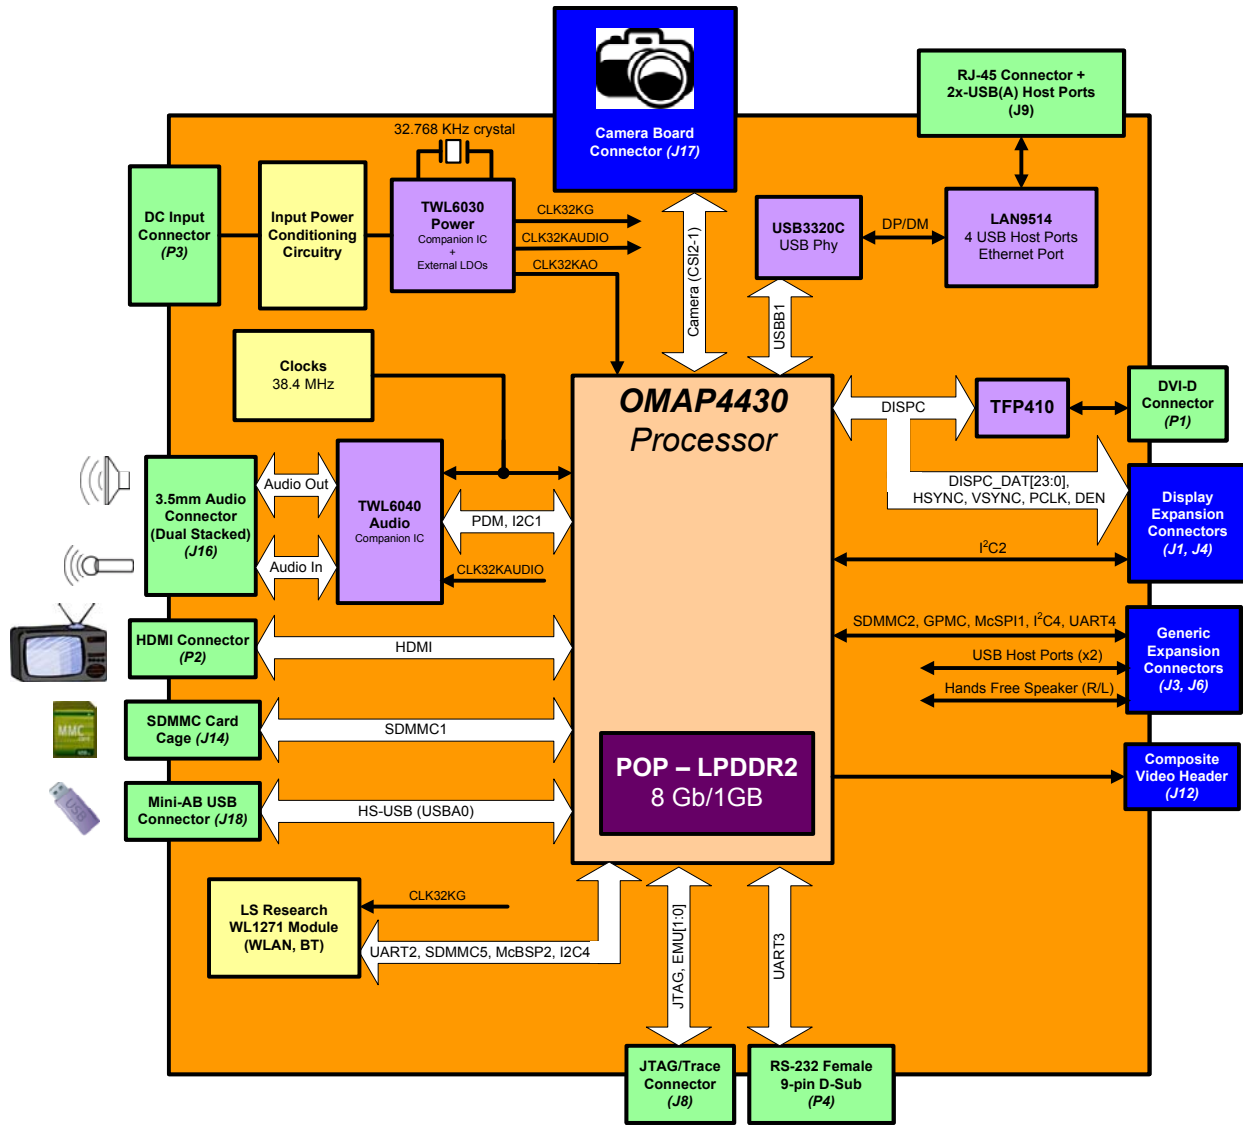 RJ-45 Connector +
2x-USB(A) Host Ports
(J9)
32.768 KHz crystal
Camera Board
Connector (J17)
DC Input
Connector
(P3)
Input Power
Conditioning
Circuitry
TWL6030
Power
Companion IC
+
External LDOs
CLK32KG
CLK32KAUDIO
CLK32KAO
Camera (CSI2-1)
USB3320C
USB Phy
DP/DM
LAN9514
4 USB Host Ports
Ethernet Port
USBB1
Clocks
38.4 MHz
OMAP4430
Processor
DISPC
TFP410
DVI-D
Connector
(P1)
3.5mm Audio
Connector
(Dual Stacked)
(J16)
Audio Out
Audio In
TWL6040
Audio
Companion IC
PDM, I2C1
CLK32KAUDIO
DISPC_DAT[23:0],
HSYNC, VSYNC, PCLK, DEN
Display
Expansion
Connectors
(J1, J4)
I²C2
HDMI Connector
(P2)
HDMI
SDMMC2, GPMC, McSPI1, I²C4, UART4
USB Host Ports (x2)
Hands Free Speaker (R/L)
Generic
Expansion
Connectors
(J3, J6)
MMC
SDMMC Card
Cage (J14)
SDMMC1
POP – LPDDR2
8 Gb/1GB
Composite
Video Header
(J12)
USB
Mini-AB USB
Connector (J18)
HS-USB (USBA0)
LS Research
WL1271 Module
(WLAN, BT)
CLK32KG
UART2, SDMMC5, McBSP2, I2C4
JTAG, EMU[1:0]
UART3
JTAG/Trace
Connector
(J8)
RS-232 Female
9-pin D-Sub
(P4)